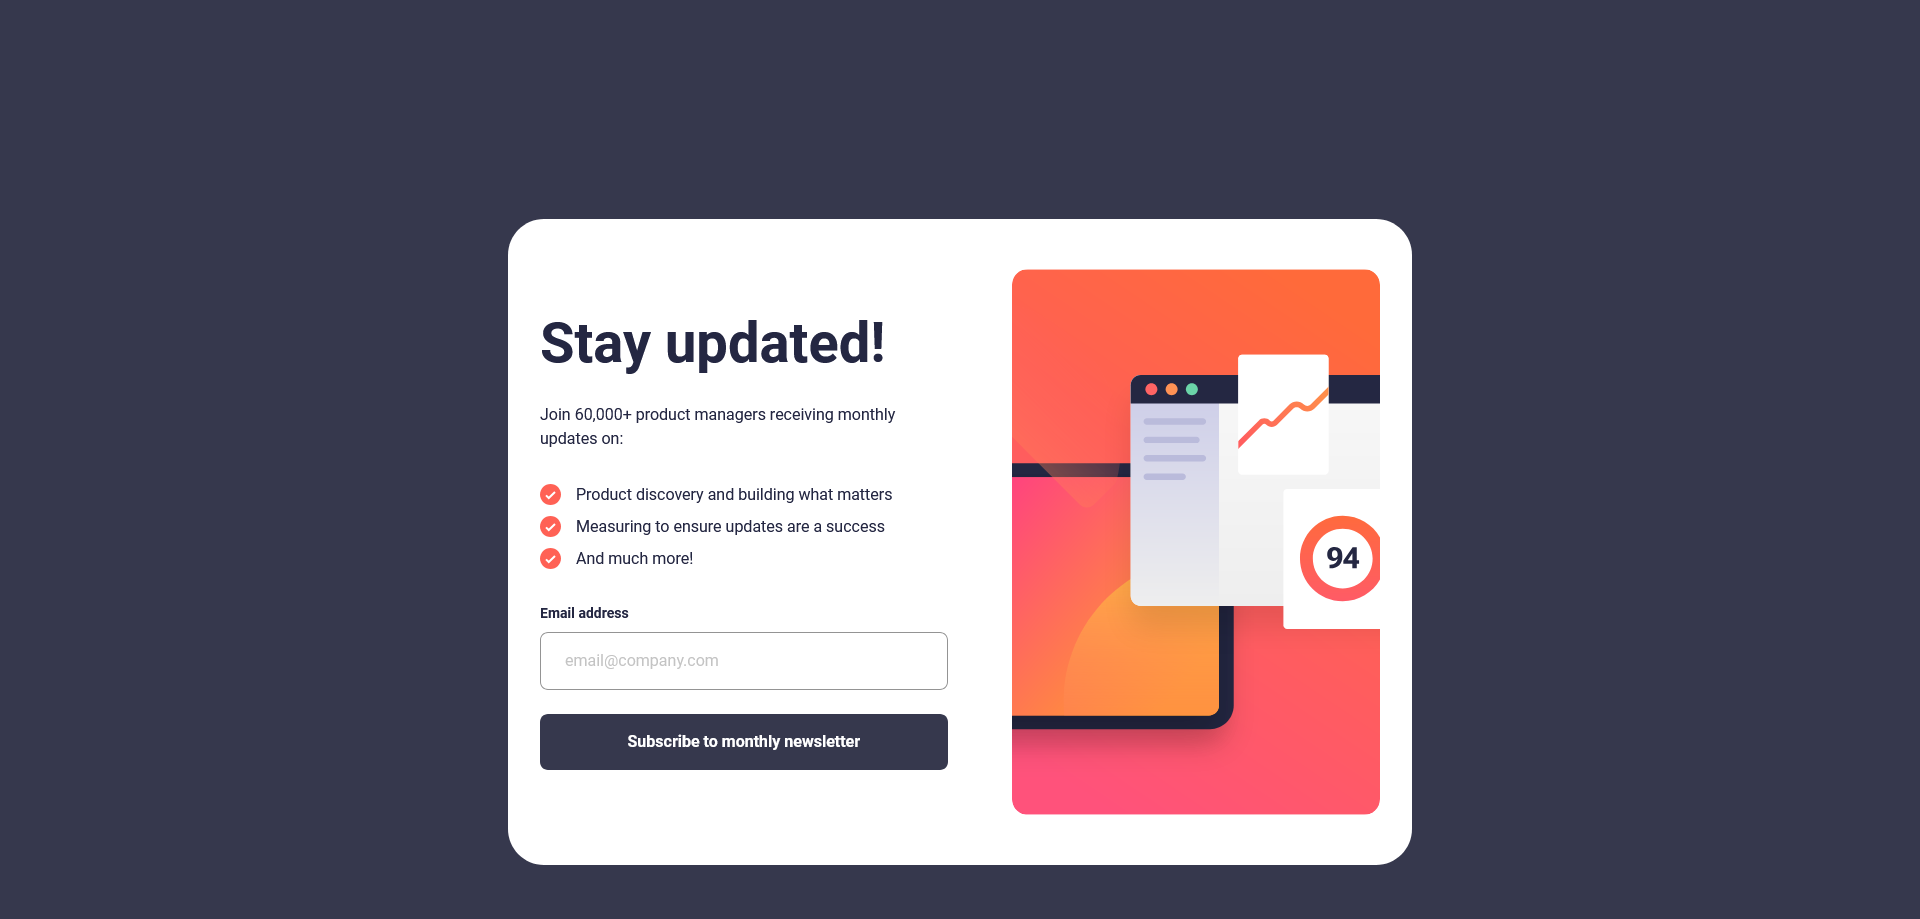 Stay updated!
Join 60,000+ product managers receiving monthly
updates on:
Product discovery and building what matters
Measuring to ensure updates are a success
And much more!
Email address
email@company.com
Subscribe to monthly newsletter
94